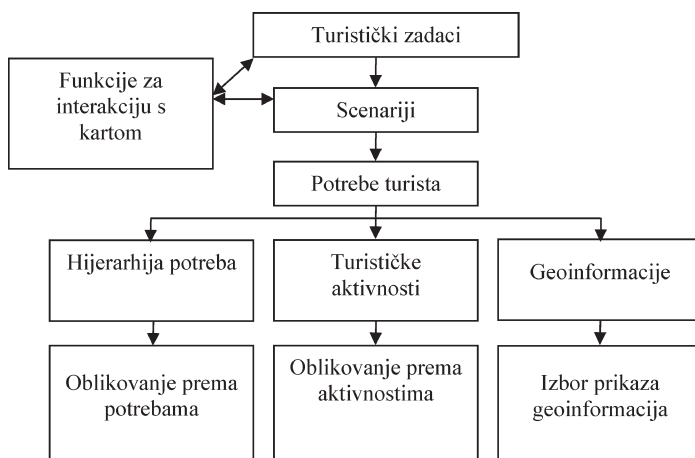 Turistički zadaci
Funkcije za
interakciju s
kartom
Scenariji
Potrebe turista
Hijerarhija potreba
Turističke
aktivnosti
Geoinformacije
Oblikovanje prema
potrebama
Oblikovanje prema
aktivnostima
Izbor prikaza
geoinformacija